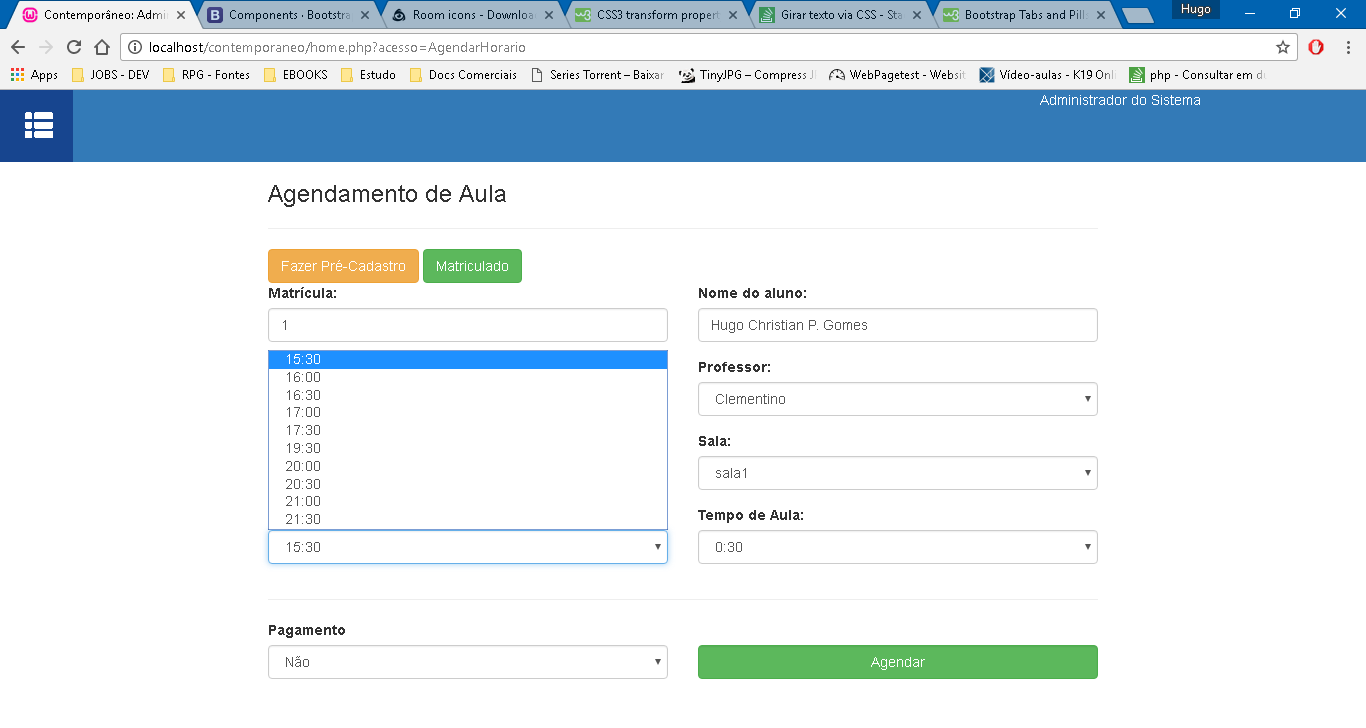 Contemporâneo: Admi
Components · Bootstra
Room icons - Downloa
CSS3 transform propert
Girar texto via CSS - Sta
Bootstrap Tabs and Pill
Hugo
localhost/contemporaneo/home.php?acesso=AgendarHorario
Apps
JOBS - DEV
RPG - Fontes
EBOOKS
Estudo
Docs Comerciais
Series Torrent – Baixar
TinyJPG – Compress J
WebPagetest - Websit
Vídeo-aulas - K19 Onli
php - Consultar em du
Administrador do Sistema
Agendamento de Aula
Fazer Pré-Cadastro
Matriculado
Matrícula:
1
Nome do aluno:
Hugo Christian P. Gomes
15:30
16:00
16:30
17:00
17:30
19:30
20:00
20:30
21:00
21:30
15:30
Professor:
Clementino
Sala:
sala1
Tempo de Aula:
0:30
Pagamento
Não
Agendar